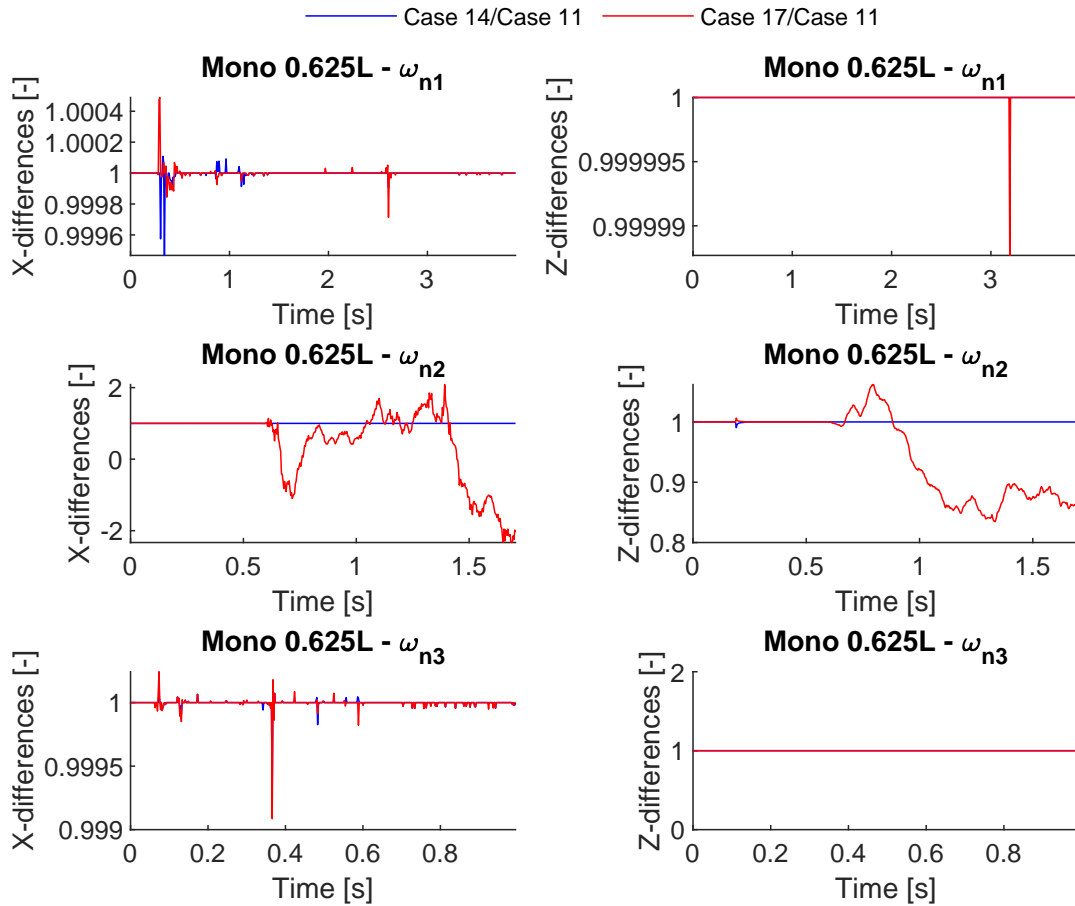 Case 14/Case 11 Case 17/Case 11
Mono 0.625L - ωn1
X-differences [-]
1.0004
1.0002
1
0.9998
0.9996
0 1 2 3
Time [s]
Mono 0.625L - ωn1
Z-differences [-]
1
0.999995
0.99999
0 1 2 3
Time [s]
Mono 0.625L - ωn2
X-differences [-]
2
0
-2
0 0.5 1 1.5
Time [s]
Mono 0.625L - ωn2
Z-differences [-]
1
0.9
0.8
0 0.5 1 1.5
Time [s]
Mono 0.625L - ωn3
X-differences [-]
1
0.9995
0.999
0 0.2 0.4 0.6 0.8
Time [s]
Mono 0.625L - ωn3
Z-differences [-]
2
1
0
0 0.2 0.4 0.6 0.8
Time [s]